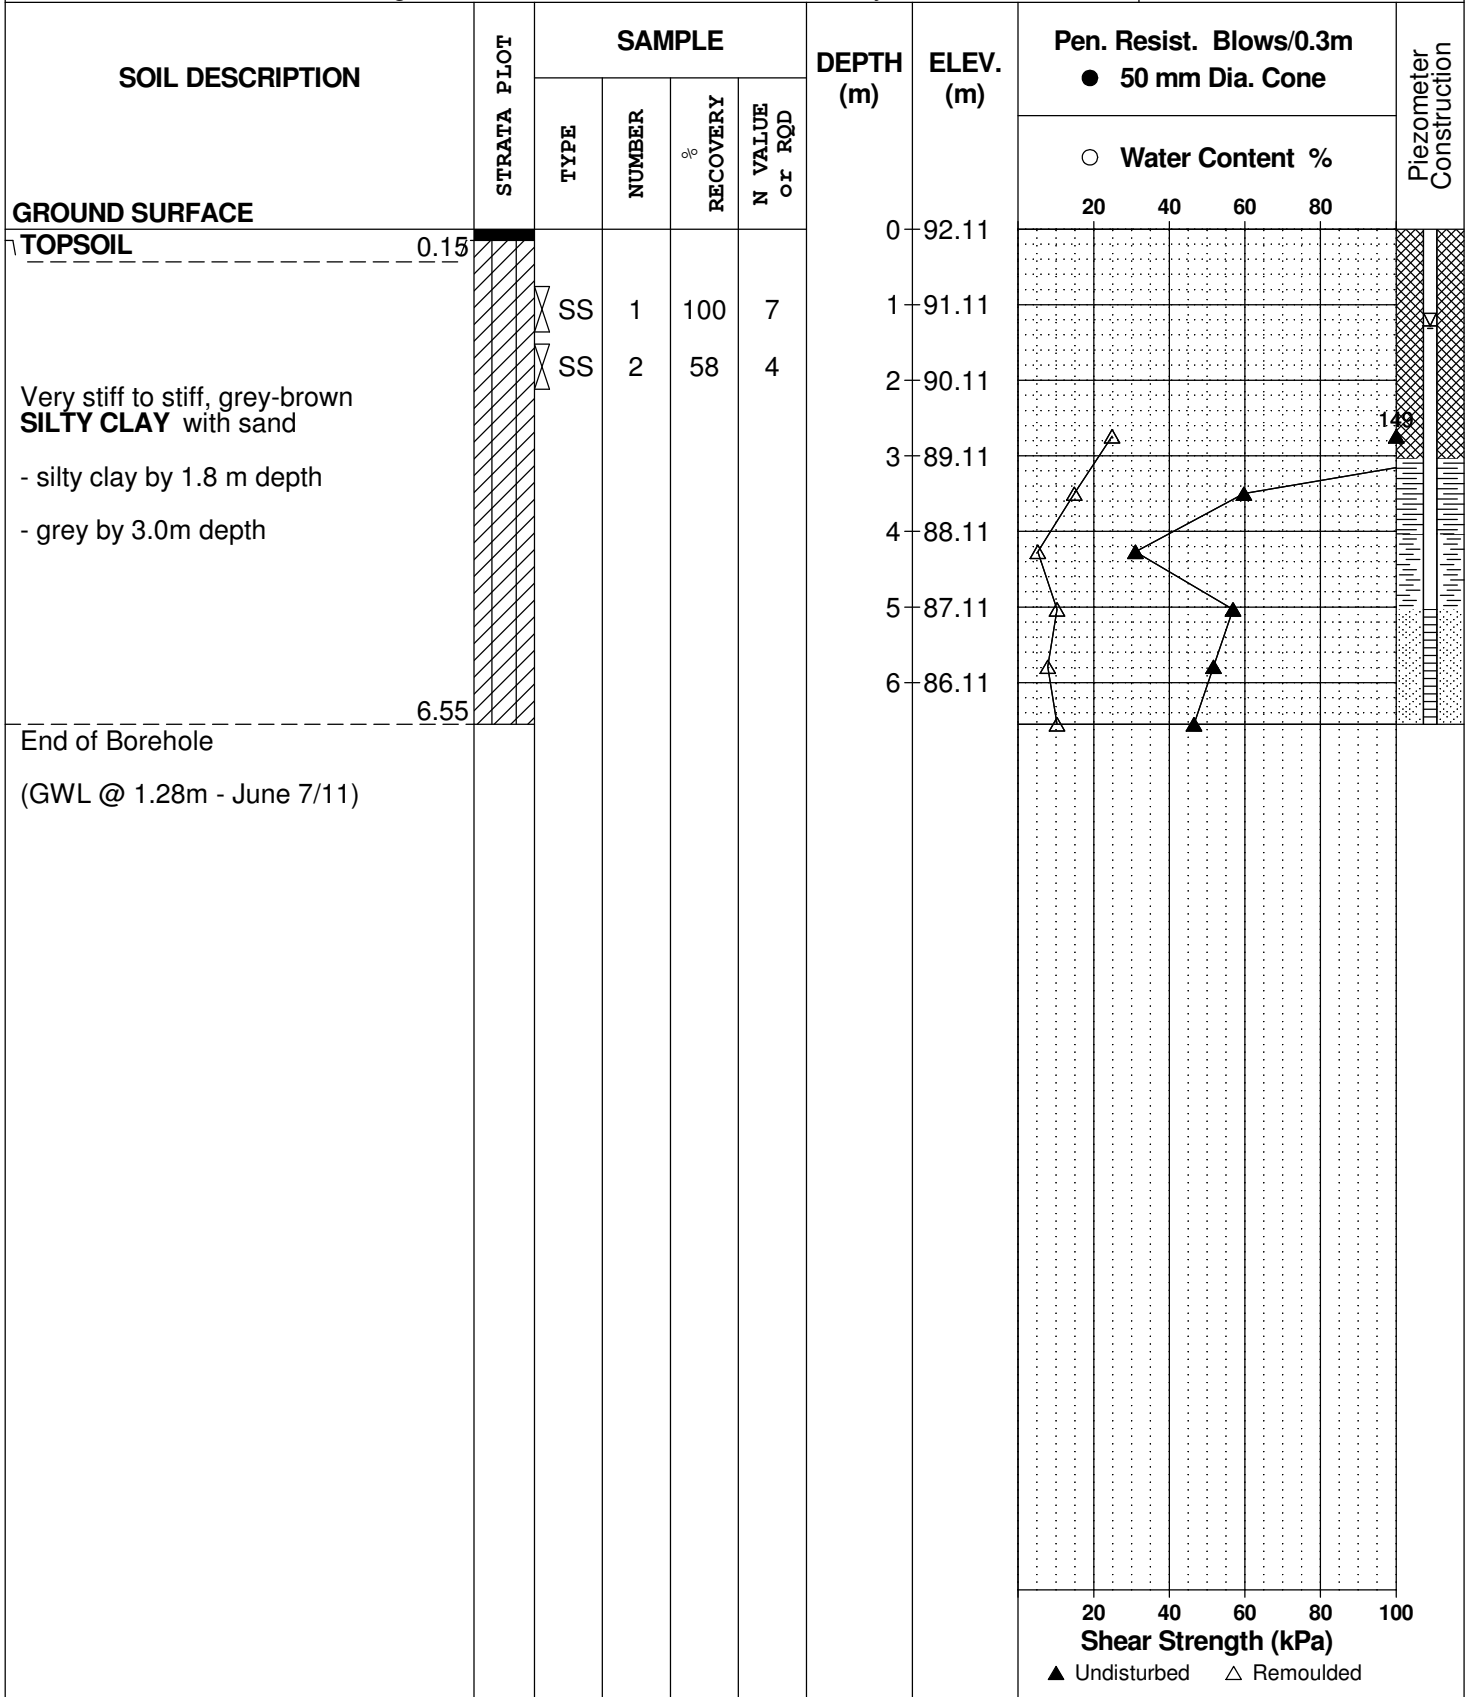 SOIL DESCRIPTION
GROUND SURFACE
STRATA PLOT
SAMPLE
TYPE
NUMBER
% RECOVERY
N VALUE or RQD
DEPTH (m)
ELEV. (m)
Pen. Resist. Blows/0.3m
● 50 mm Dia. Cone
○ Water Content %
20 40 60 80
Piezometer Construction
TOPSOIL 0.15
0 92.11
SS 1 100 7
1 91.11
SS 2 58 4
2 90.11
Very stiff to stiff, grey-brown
SILTY CLAY with sand
149
3 89.11
- silty clay by 1.8 m depth
- grey by 3.0m depth
4 88.11
5 87.11
6 86.11
6.55
End of Borehole
(GWL @ 1.28m - June 7/11)
20 40 60 80 100
Shear Strength (kPa)
▲ Undisturbed △ Remoulded